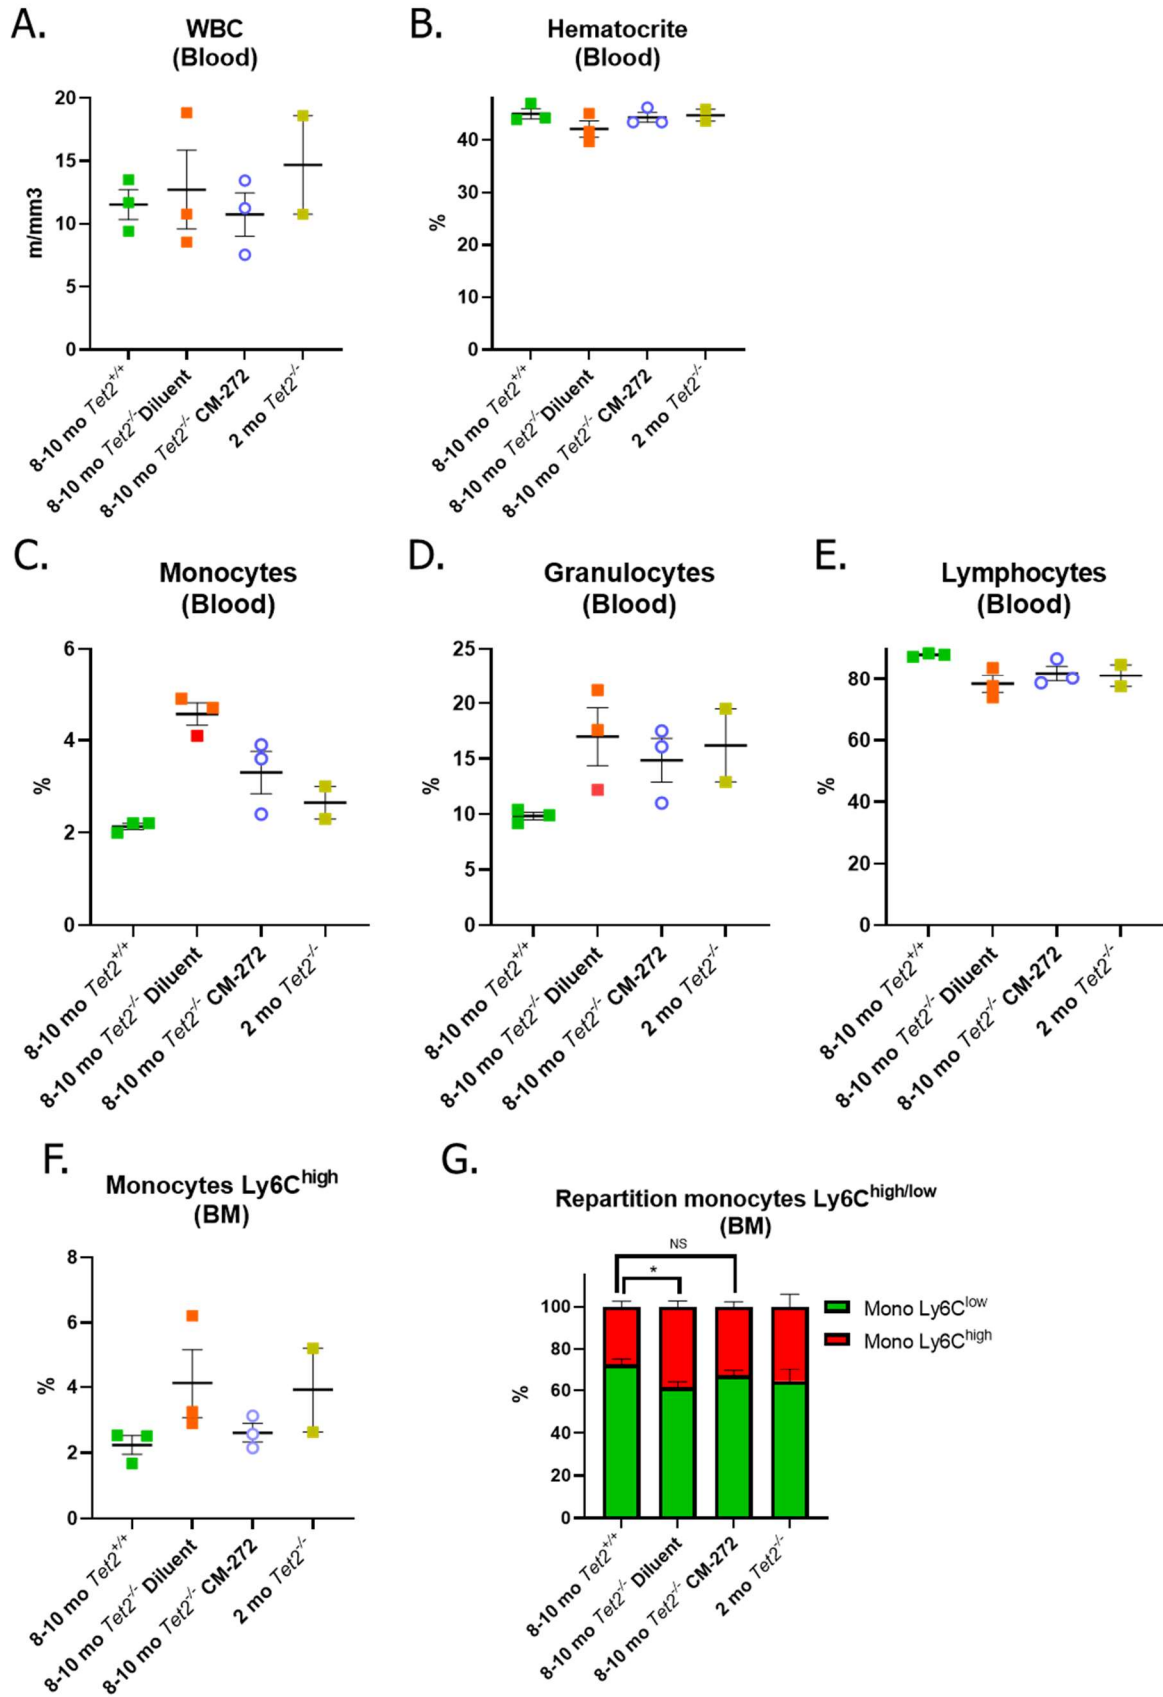 A.
WBC
(Blood)
20
15
10
5
0
m/mm3
8-10 mo Tet2+/+
8-10 mo Tet2-/- Diluent
8-10 mo Tet2-/- CM-272
2 mo Tet2-/-
B.
Hematocrite
(Blood)
40
30
20
10
0
%
8-10 mo Tet2+/+
8-10 mo Tet2-/- Diluent
8-10 mo Tet2-/- CM-272
2 mo Tet2-/-
C.
Monocytes
(Blood)
6
4
2
0
%
8-10 mo Tet2+/+
8-10 mo Tet2-/- Diluent
8-10 mo Tet2-/- CM-272
2 mo Tet2-/-
D.
Granulocytes
(Blood)
25
20
15
10
5
0
%
8-10 mo Tet2+/+
8-10 mo Tet2-/- Diluent
8-10 mo Tet2-/- CM-272
2 mo Tet2-/-
E.
Lymphocytes
(Blood)
80
60
40
20
0
%
8-10 mo Tet2+/+
8-10 mo Tet2-/- Diluent
8-10 mo Tet2-/- CM-272
2 mo Tet2-/-
F.
Monocytes Ly6Chigh
(BM)
8
6
4
2
0
%
8-10 mo Tet2+/+
8-10 mo Tet2-/- Diluent
8-10 mo Tet2-/- CM-272
2 mo Tet2-/-
G.
Repartition monocytes Ly6Chigh/low
(BM)
NS
*
100
80
60
40
20
0
%
8-10 mo Tet2+/+
8-10 mo Tet2-/- Diluent
8-10 mo Tet2-/- CM-272
2 mo Tet2-/-
Mono Ly6Clow
Mono Ly6Chigh